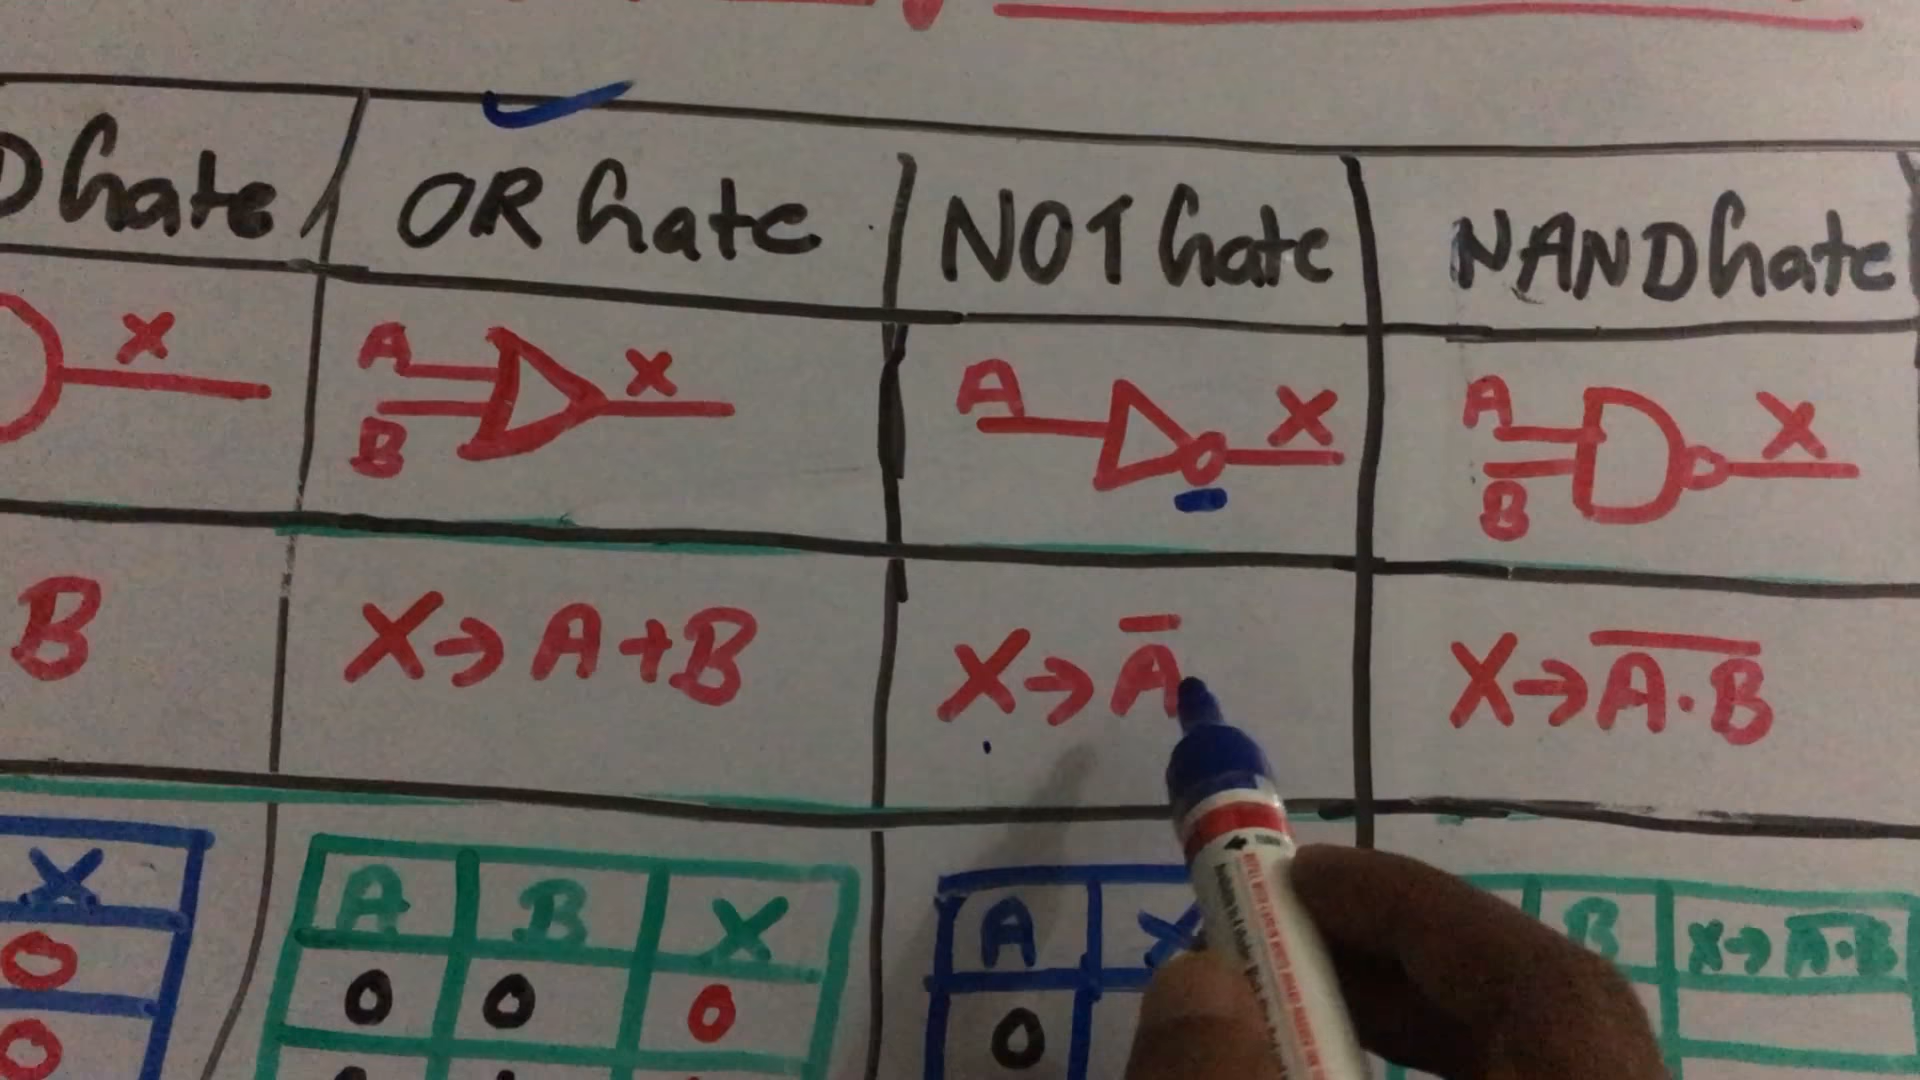 D Gate OR Gate NOT Gate NAND Gate
X A X A X A X
B B
B X→A+B X→A̅ X→A̅·̅B̅
X A B X A X B X→A̅·̅B̅
0 0 0 0 0
0